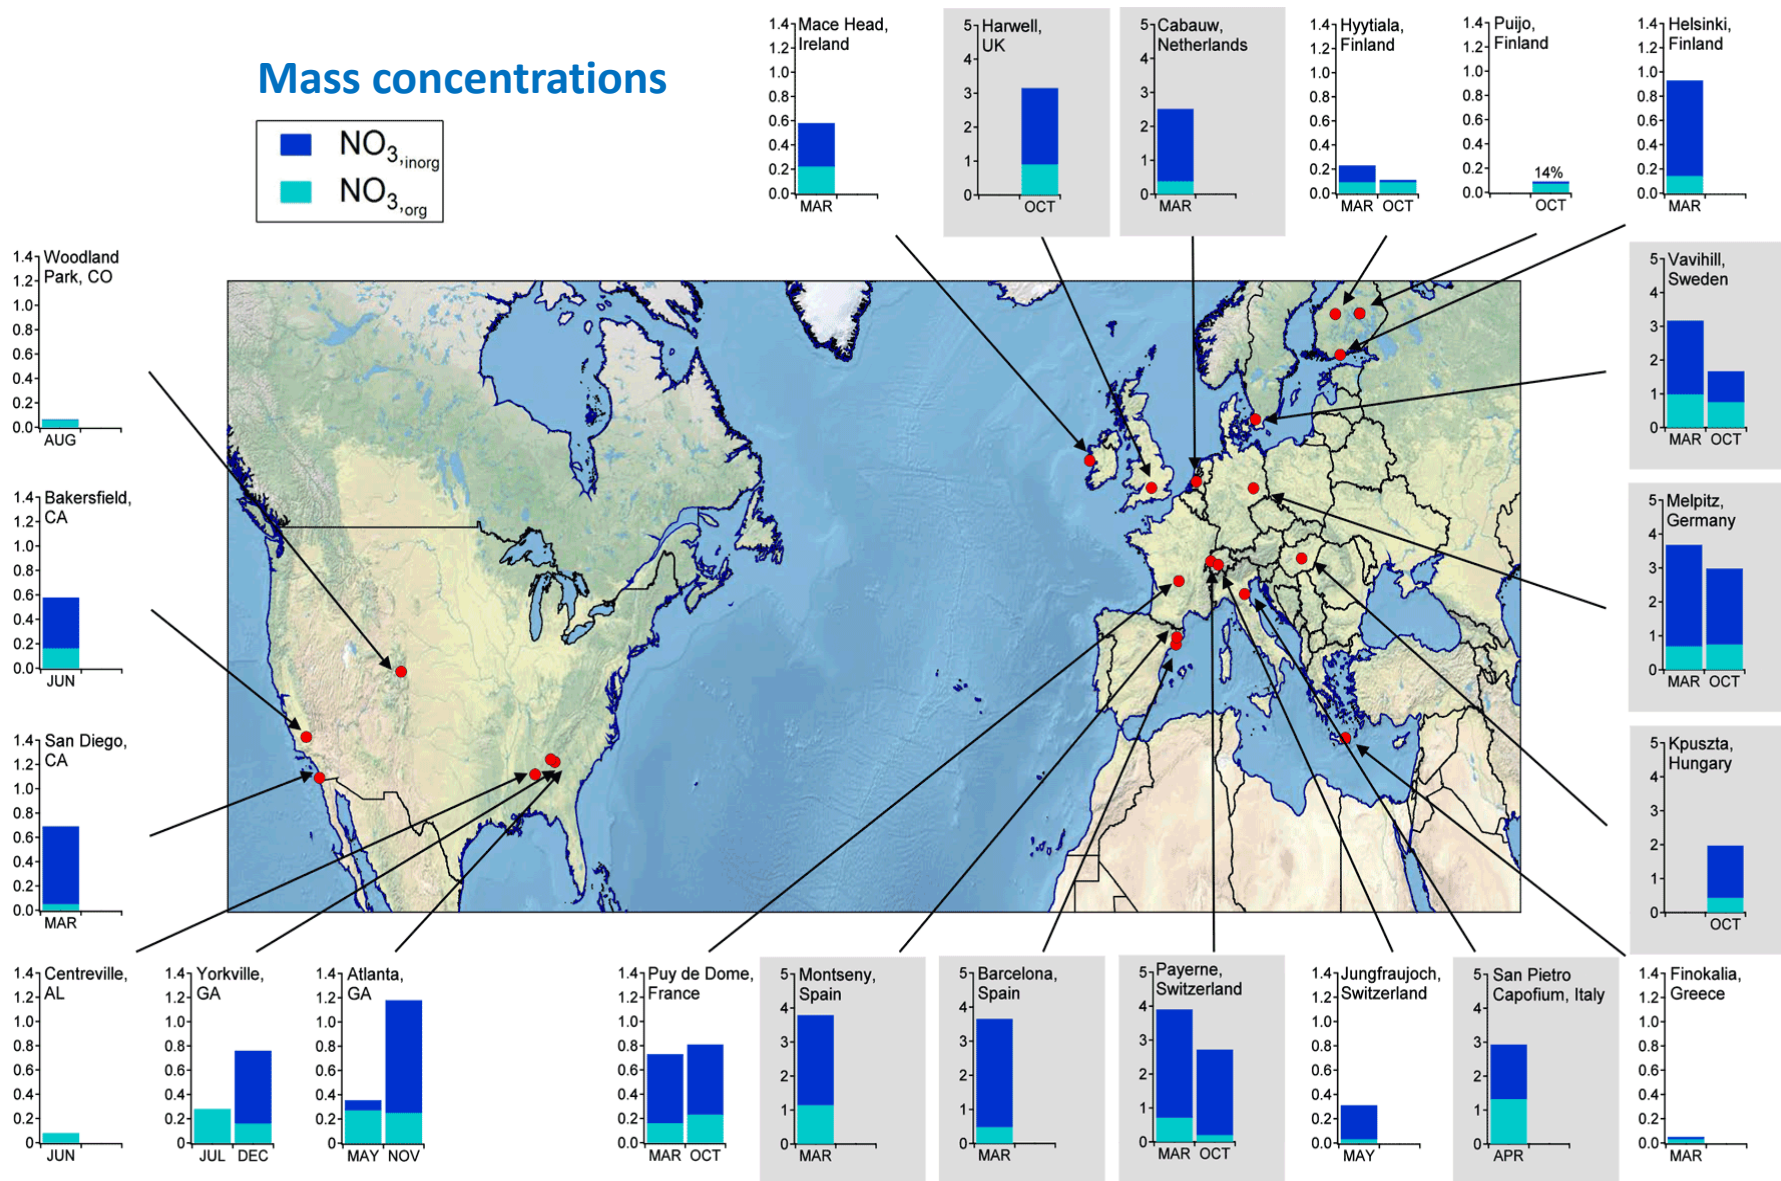 Mass concentrations
NO3,inorg
NO3,org
Mace Head,
Ireland
1.4
1.2
1.0
0.8
0.6
0.4
0.2
0.0
MAR
Harwell,
UK
5
4
3
2
1
0
OCT
Cabauw,
Netherlands
5
4
3
2
1
0
MAR
Hyytiala,
Finland
1.4
1.2
1.0
0.8
0.6
0.4
0.2
0.0
MAR OCT
Puijo,
Finland
1.4
1.2
1.0
0.8
0.6
0.4
0.2
0.0
14%
OCT
Helsinki,
Finland
1.4
1.2
1.0
0.8
0.6
0.4
0.2
0.0
MAR
Woodland
Park, CO
1.4
1.2
1.0
0.8
0.6
0.4
0.2
0.0
AUG
Vavihill,
Sweden
5
4
3
2
1
0
MAR OCT
Bakersfield,
CA
1.4
1.2
1.0
0.8
0.6
0.4
0.2
0.0
JUN
Melpitz,
Germany
5
4
3
2
1
0
MAR OCT
San Diego,
CA
1.4
1.2
1.0
0.8
0.6
0.4
0.2
0.0
MAR
Kpuszta,
Hungary
5
4
3
2
1
0
OCT
Centreville,
AL
1.4
1.2
1.0
0.8
0.6
0.4
0.2
0
JUN
Yorkville,
GA
1.4
1.2
1.0
0.8
0.6
0.4
0.2
0
JUL DEC
Atlanta,
GA
1.4
1.2
1.0
0.8
0.6
0.4
0.2
0
MAY NOV
Puy de Dome,
France
1.4
1.2
1.0
0.8
0.6
0.4
0.2
0.0
MAR OCT
Montseny,
Spain
5
4
3
2
1
0
MAR
Barcelona,
Spain
5
4
3
2
1
0
MAR
Payerne,
Switzerland
5
4
3
2
1
0
MAR OCT
Jungfraujoch,
Switzerland
1.4
1.2
1.0
0.8
0.6
0.4
0.2
0.0
MAY
San Pietro
Capofium, Italy
5
4
3
2
1
0
APR
Finokalia,
Greece
1.4
1.2
1.0
0.8
0.6
0.4
0.2
0.0
MAR